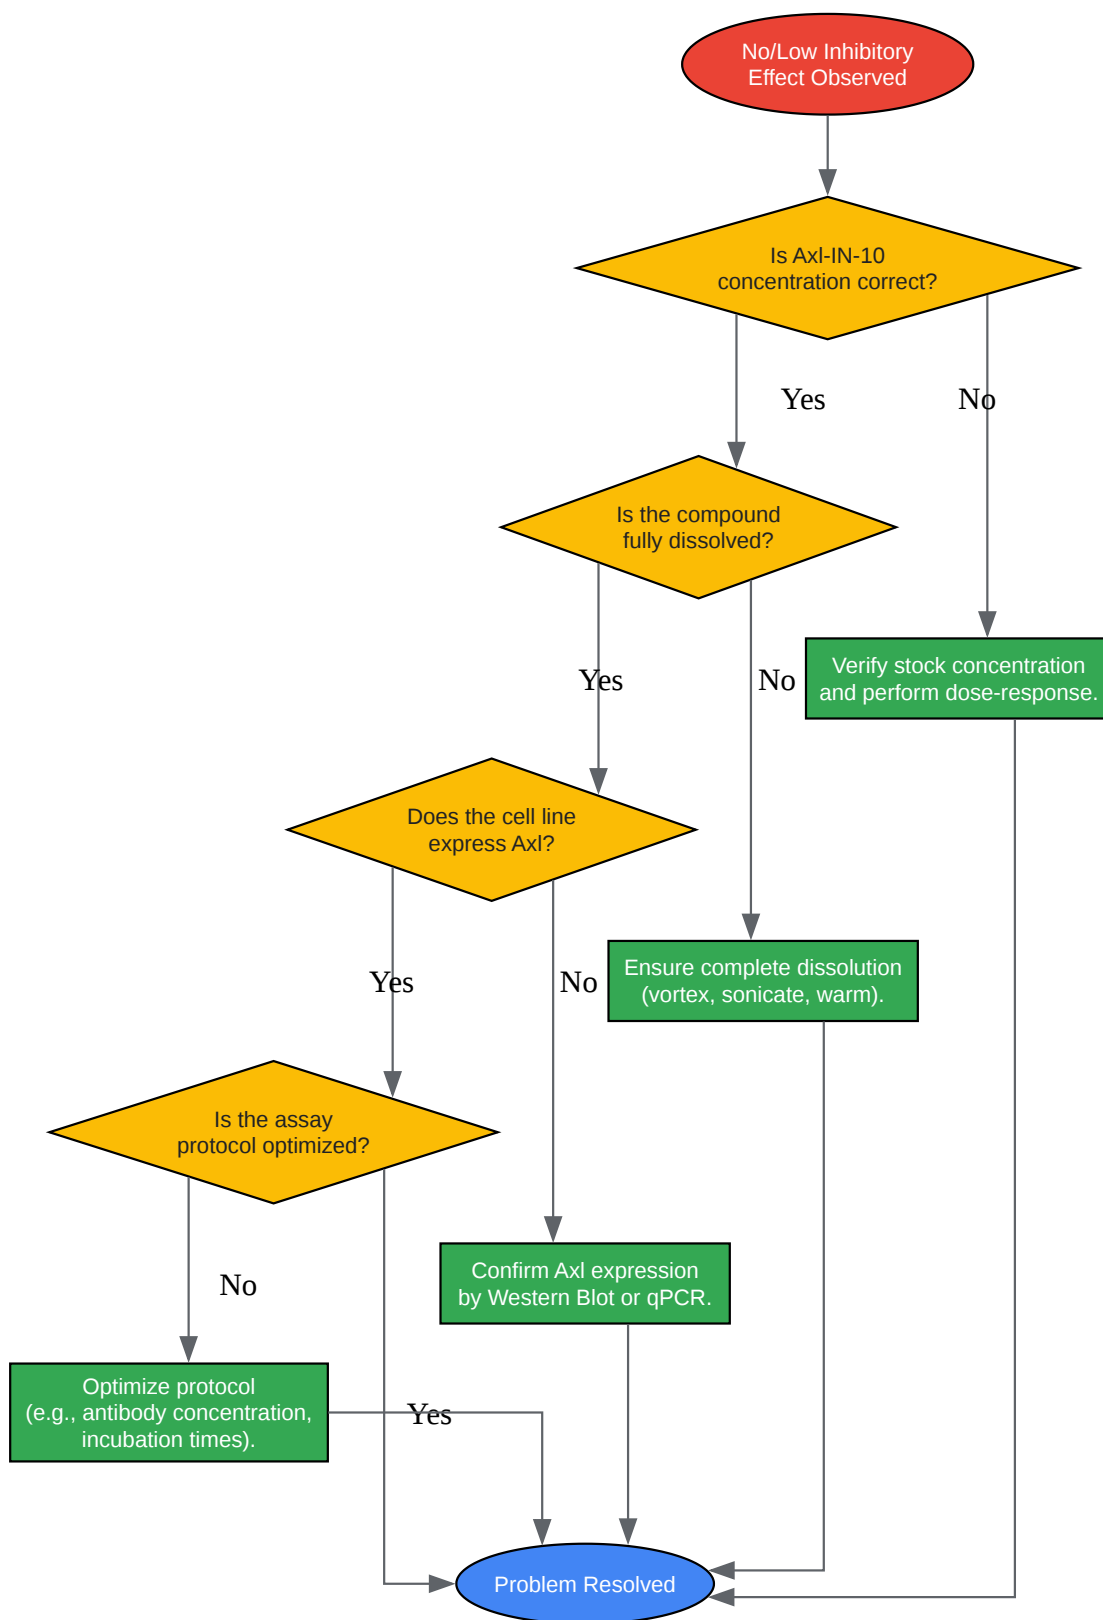 No/Low Inhibitory
Effect Observed
Is Axl-IN-10
concentration correct?
Yes
No
Is the compound
fully dissolved?
Yes
No
Verify stock concentration
and perform dose-response.
Does the cell line
express Axl?
Yes
No
Ensure complete dissolution
(vortex, sonicate, warm).
Is the assay
protocol optimized?
No
Confirm Axl expression
by Western Blot or qPCR.
Optimize protocol
(e.g., antibody concentration,
incubation times).
Yes
Problem Resolved